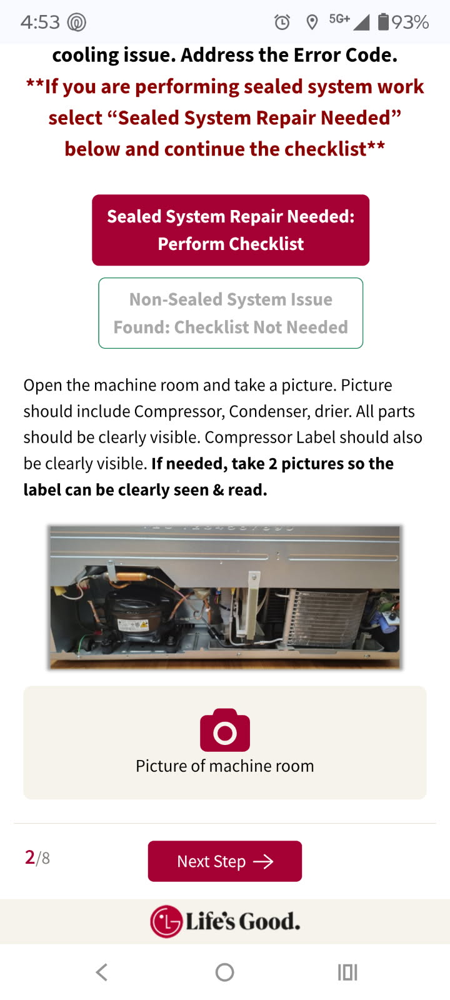 4:53
5G+
93%
cooling issue. Address the Error Code.
**If you are performing sealed system work
select “Sealed System Repair Needed”
below and continue the checklist**
Sealed System Repair Needed:
Perform Checklist
Non-Sealed System Issue
Found: Checklist Not Needed
Open the machine room and take a picture. Picture
should include Compressor, Condenser, drier. All parts
should be clearly visible. Compressor Label should also
be clearly visible. If needed, take 2 pictures so the
label can be clearly seen & read.
Picture of machine room
2/8
Next Step
LG Life's Good.